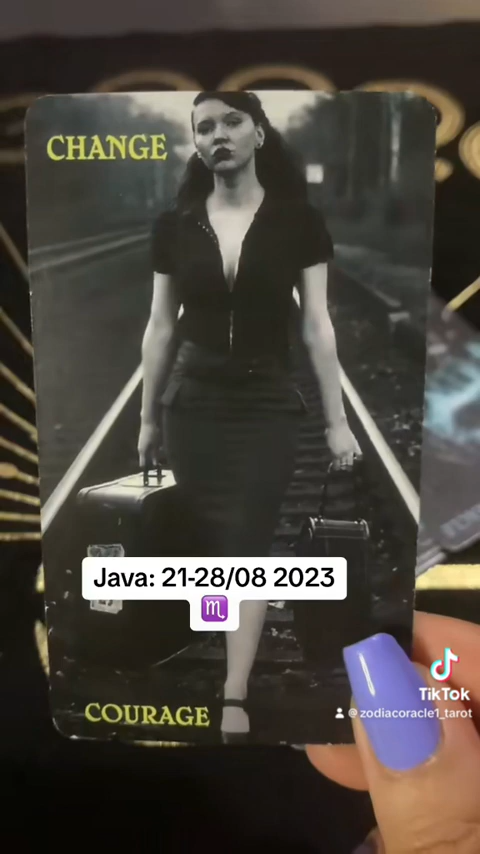 CHANGE
Java: 21-28/08 2023
♏
COURAGE
TikTok
@zodiacoracle1_tarot